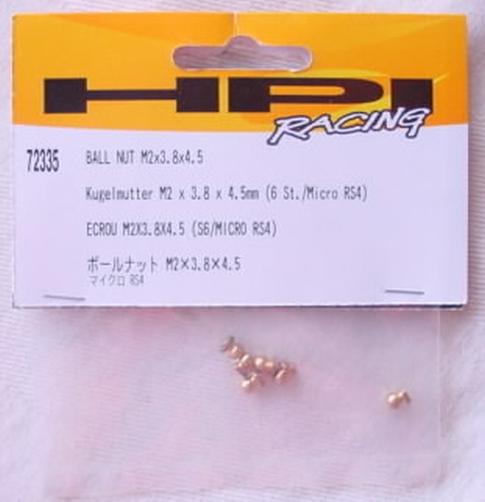 HPI
RACING
72335 BALL NUT M2x3.8x4.5
Kugelmutter M2 x 3.8 x 4.5mm (6 St./Micro RS4)
ECROU M2X3.8X4.5 (S6/MICRO RS4)
ボールナット M2×3.8×4.5
マイクロ RS4